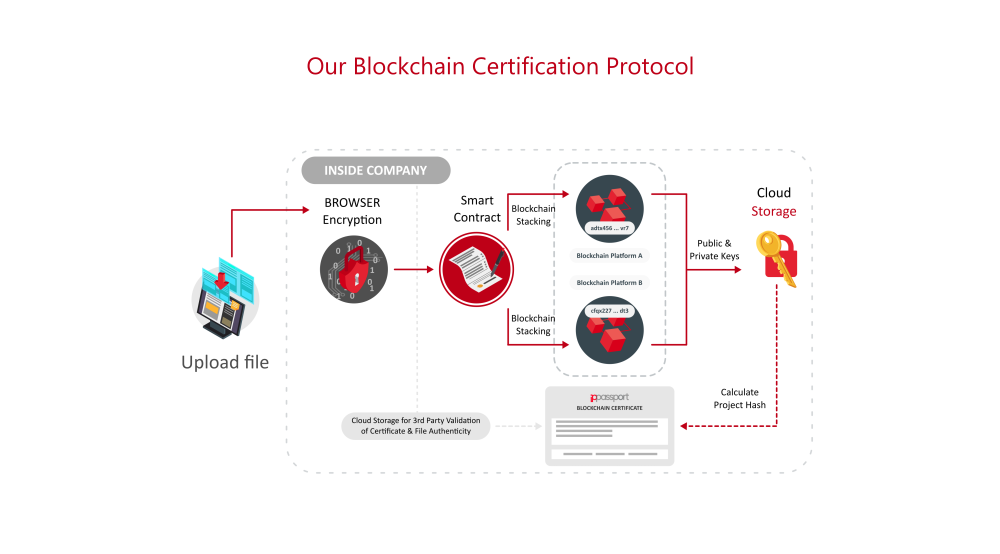 Our Blockchain Certification Protocol
INSIDE COMPANY
BROWSER
Encryption
Smart
Contract
Blockchain
Stacking
adtx456 ... vr7
Blockchain Platform A
Blockchain Platform B
cfqx227 ... dt3
Blockchain
Stacking
Public &
Private Keys
Cloud
Storage
Upload file
Calculate
Project Hash
ippassport
BLOCKCHAIN CERTIFICATE
Cloud Storage for 3rd Party Validation
of Certificate & File Authenticity